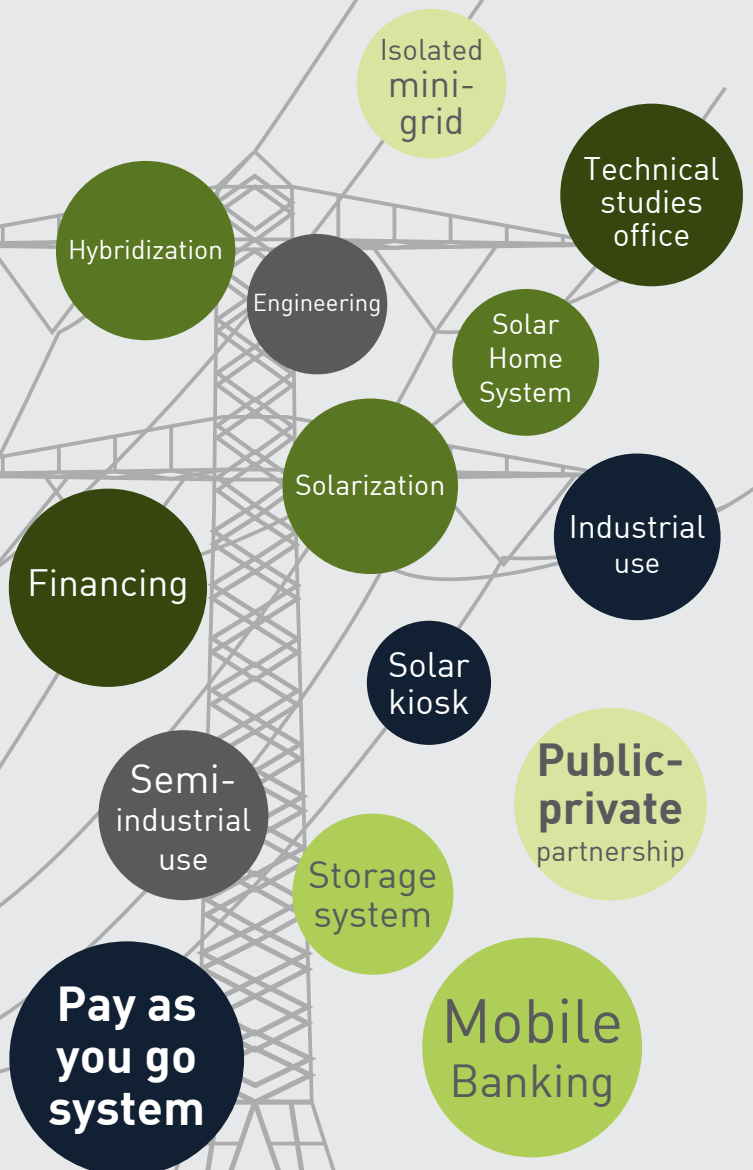 Isolated
mini-
grid
Technical
studies
office
Hybridization
Engineering
Solar
Home
System
Solarization
Industrial
use
Financing
Solar
kiosk
Public-
private
partnership
Semi-
industrial
use
Storage
system
Pay as
you go
system
Mobile
Banking